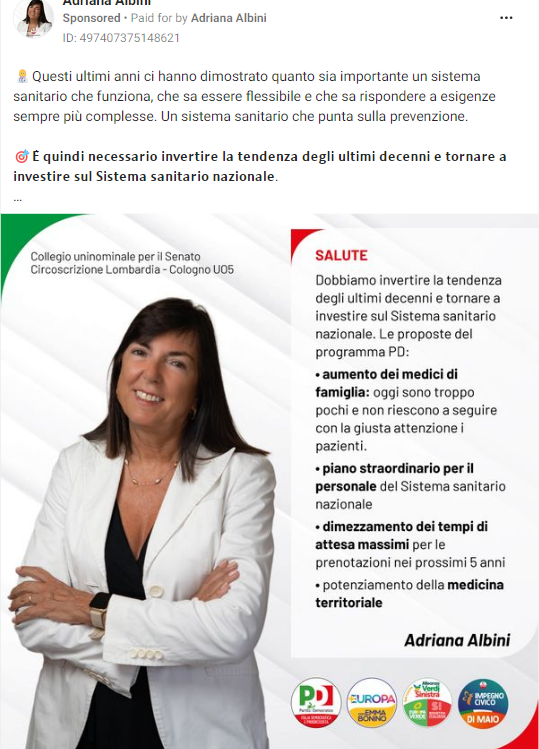 Adriana Albini
Sponsored • Paid for by Adriana Albini
ID: 497407375148621
Questi ultimi anni ci hanno dimostrato quanto sia importante un sistema
sanitario che funziona, che sa essere flessibile e che sa rispondere a esigenze
sempre più complesse. Un sistema sanitario che punta sulla prevenzione.
È quindi necessario invertire la tendenza degli ultimi decenni e tornare a
investire sul Sistema sanitario nazionale.
...
Collegio uninominale per il Senato
Circoscrizione Lombardia - Cologno U05
SALUTE
Dobbiamo invertire la tendenza
degli ultimi decenni e tornare a
investire sul Sistema sanitario
nazionale. Le proposte del
programma PD:
• aumento dei medici di
famiglia: oggi sono troppo
pochi e non riescono a seguire
con la giusta attenzione i
pazienti.
• piano straordinario per il
personale del Sistema sanitario
nazionale
• dimezzamento dei tempi di
attesa massimi per le
prenotazioni nei prossimi 5 anni
• potenziamento della medicina
territoriale
Adriana Albini
PD
Partito Democratico
ITALIA DEMOCRATICA
E PROGRESSISTA
+EUROPA
EMMA
BONINO
Alleanza
Verdi
Sinistra
EUROPA
VERDE
SI
SINISTRA
ITALIANA
IMPEGNO
CIVICO
DI MAIO